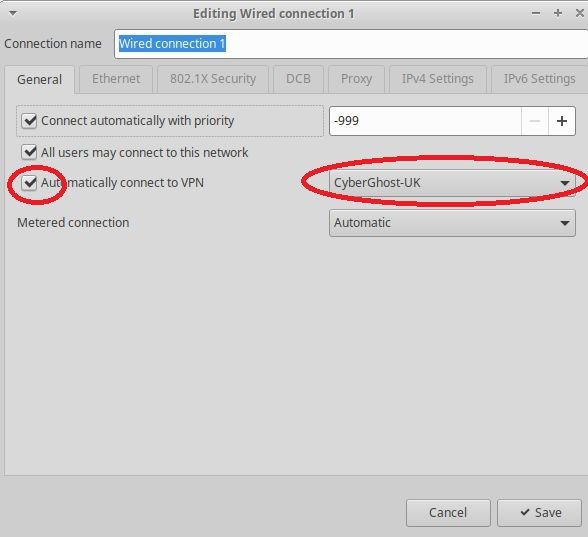 Editing Wired connection 1
Connection name Wired connection 1
General Ethernet 802.1X Security DCB Proxy IPv4 Settings IPv6 Settings
Connect automatically with priority -999
All users may connect to this network
Automatically connect to VPN CyberGhost-UK
Metered connection Automatic
Cancel Save